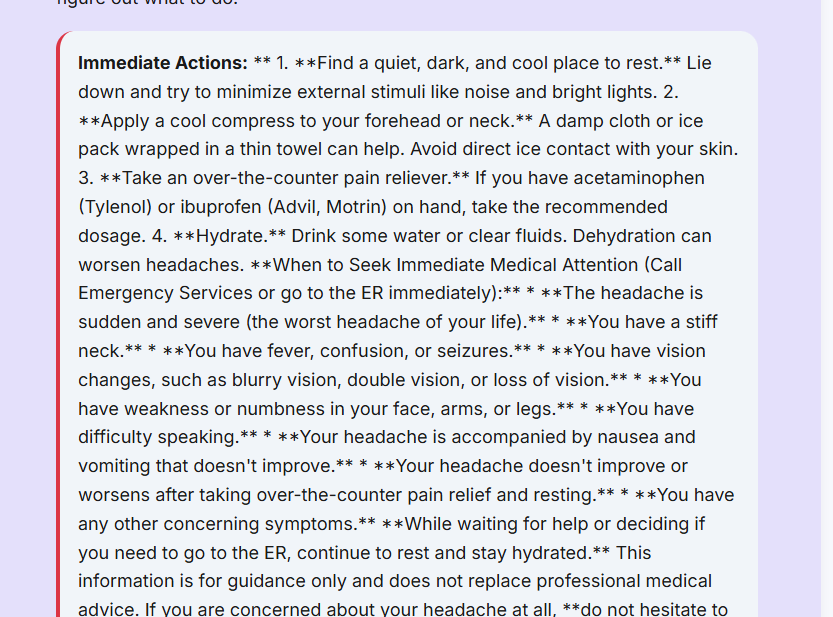 figure out what to do.
Immediate Actions: ** 1. **Find a quiet, dark, and cool place to rest.** Lie
down and try to minimize external stimuli like noise and bright lights. 2.
**Apply a cool compress to your forehead or neck.** A damp cloth or ice
pack wrapped in a thin towel can help. Avoid direct ice contact with your skin.
3. **Take an over-the-counter pain reliever.** If you have acetaminophen
(Tylenol) or ibuprofen (Advil, Motrin) on hand, take the recommended
dosage. 4. **Hydrate.** Drink some water or clear fluids. Dehydration can
worsen headaches. **When to Seek Immediate Medical Attention (Call
Emergency Services or go to the ER immediately):** * **The headache is
sudden and severe (the worst headache of your life).** * **You have a stiff
neck.** * **You have fever, confusion, or seizures.** * **You have vision
changes, such as blurry vision, double vision, or loss of vision.** * **You
have weakness or numbness in your face, arms, or legs.** * **You have
difficulty speaking.** * **Your headache is accompanied by nausea and
vomiting that doesn't improve.** * **Your headache doesn't improve or
worsens after taking over-the-counter pain relief and resting.** * **You have
any other concerning symptoms.** **While waiting for help or deciding if
you need to go to the ER, continue to rest and stay hydrated.** This
information is for guidance only and does not replace professional medical
advice. If you are concerned about your headache at all, **do not hesitate to